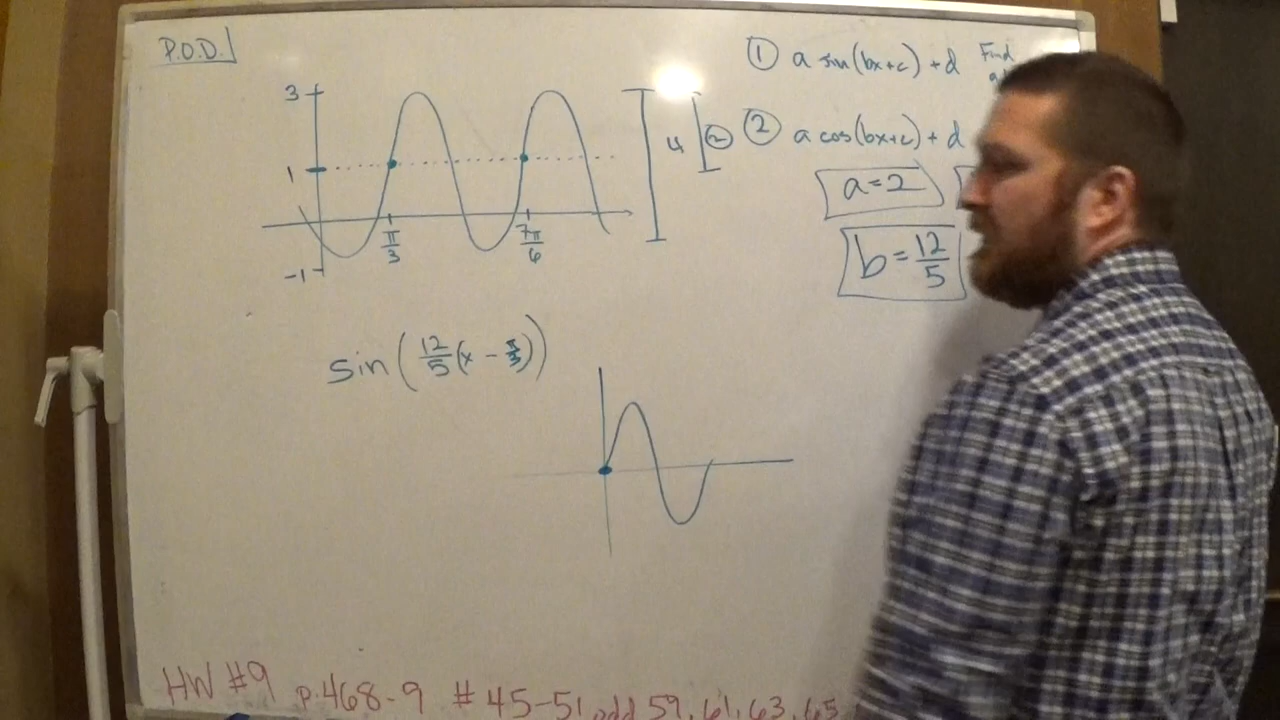 P.O.D.
① a sin(bx+c) + d Find
② a cos(bx+c) + d
3
1
-1
π/3
7π/6
4
②
a=2
b=12/5
sin(12/5(x - π/3))
HW #9 p.468-9 # 45-51 odd 59, 61, 63, 65